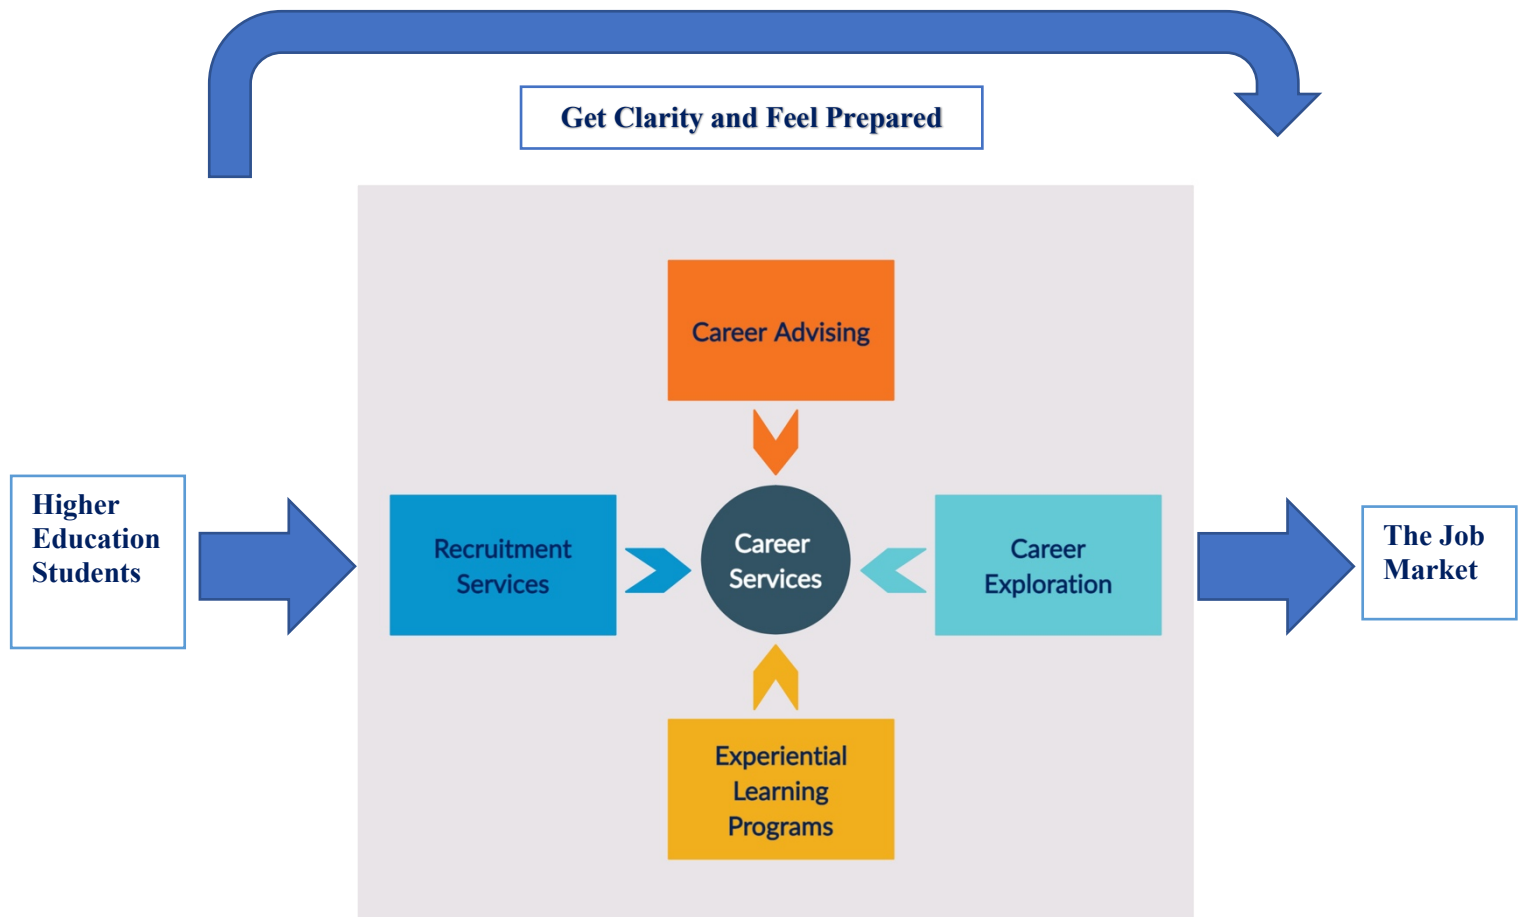 Get Clarity and Feel Prepared
Career Advising
Higher
Education
Students
Recruitment
Services
Career
Services
Career
Exploration
The Job
Market
Experiential
Learning
Programs